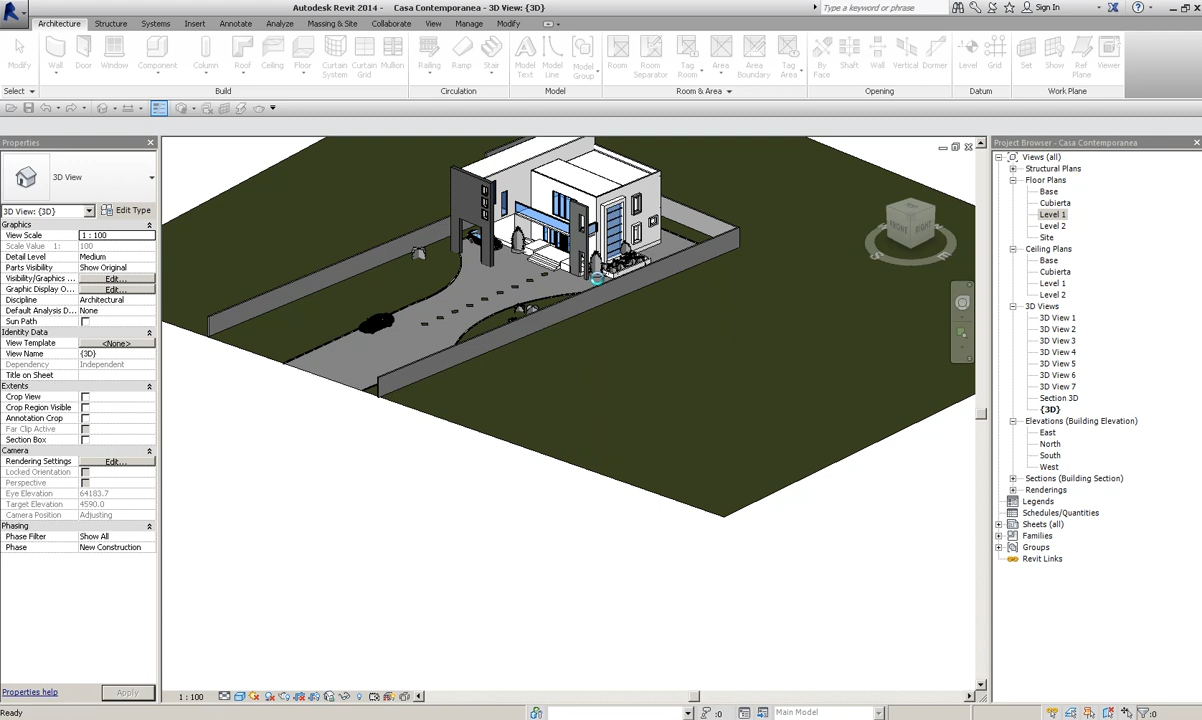 Autodesk Revit 2014 - Casa Contemporanea - 3D View: {3D}
Type a keyword or phrase
Sign In
Architecture Structure Systems Insert Annotate Analyze Massing & Site Collaborate View Manage Modify
Modify Wall Door Window Component Column Roof Ceiling Floor Curtain System Curtain Grid Mullion Railing Ramp Stair Model Text Model Line Model Group Room Room Separator Tag Room Area Area Boundary Tag Area By Face Shaft Wall Vertical Dormer Level Grid Set Show Ref Plane Viewer
Select Build Circulation Model Room & Area Opening Datum Work Plane
Properties
3D View
3D View: {3D} Edit Type
Graphics
View Scale 1 : 100
Scale Value 1: 100
Detail Level Medium
Parts Visibility Show Original
Visibility/Graphics ... Edit...
Graphic Display O... Edit...
Discipline Architectural
Default Analysis D... None
Sun Path
Identity Data
View Template <None>
View Name {3D}
Dependency Independent
Title on Sheet
Extents
Crop View
Crop Region Visible
Annotation Crop
Far Clip Active
Section Box
Camera
Rendering Settings Edit...
Locked Orientation
Perspective
Eye Elevation 64183.7
Target Elevation 4590.0
Camera Position Adjusting
Phasing
Phase Filter Show All
Phase New Construction
Properties help Apply
FRONT RIGHT
S
Project Browser - Casa Contemporanea
Views (all)
Structural Plans
Floor Plans
Base
Cubierta
Level 1
Level 2
Site
Ceiling Plans
Base
Cubierta
Level 1
Level 2
3D Views
3D View 1
3D View 2
3D View 3
3D View 4
3D View 5
3D View 6
3D View 7
Section 3D
{3D}
Elevations (Building Elevation)
East
North
South
West
Sections (Building Section)
Renderings
Legends
Schedules/Quantities
Sheets (all)
Families
Groups
Revit Links
1 : 100
Ready :0 Main Model :0